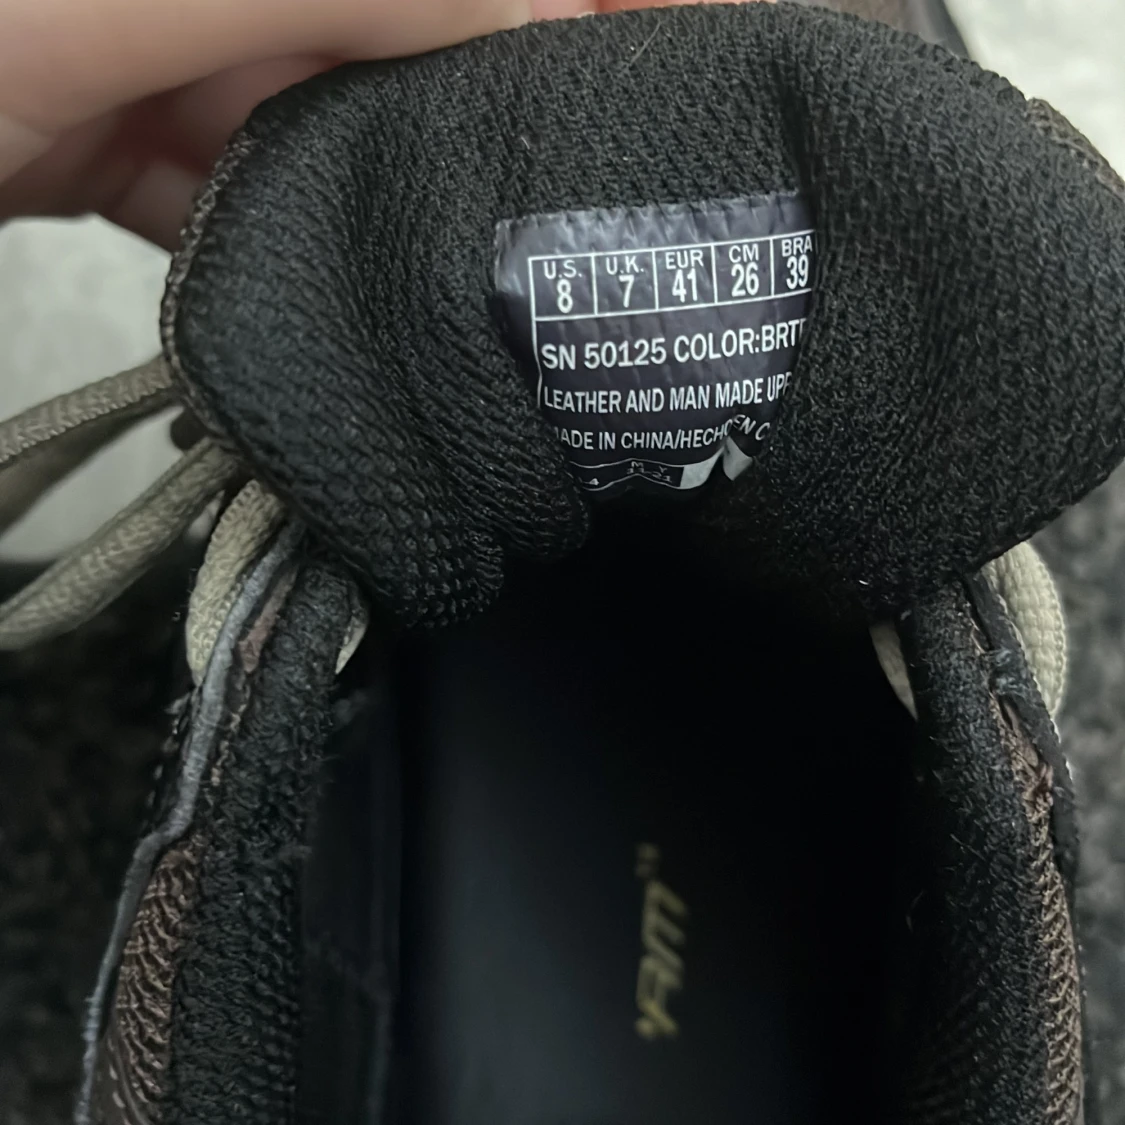 U.S. U.K. EUR CM BRA
8 7 41 26 39
SN 50125 COLOR:BRT
LEATHER AND MAN MADE UPP
MADE IN CHINA/HECHO EN C
M Y